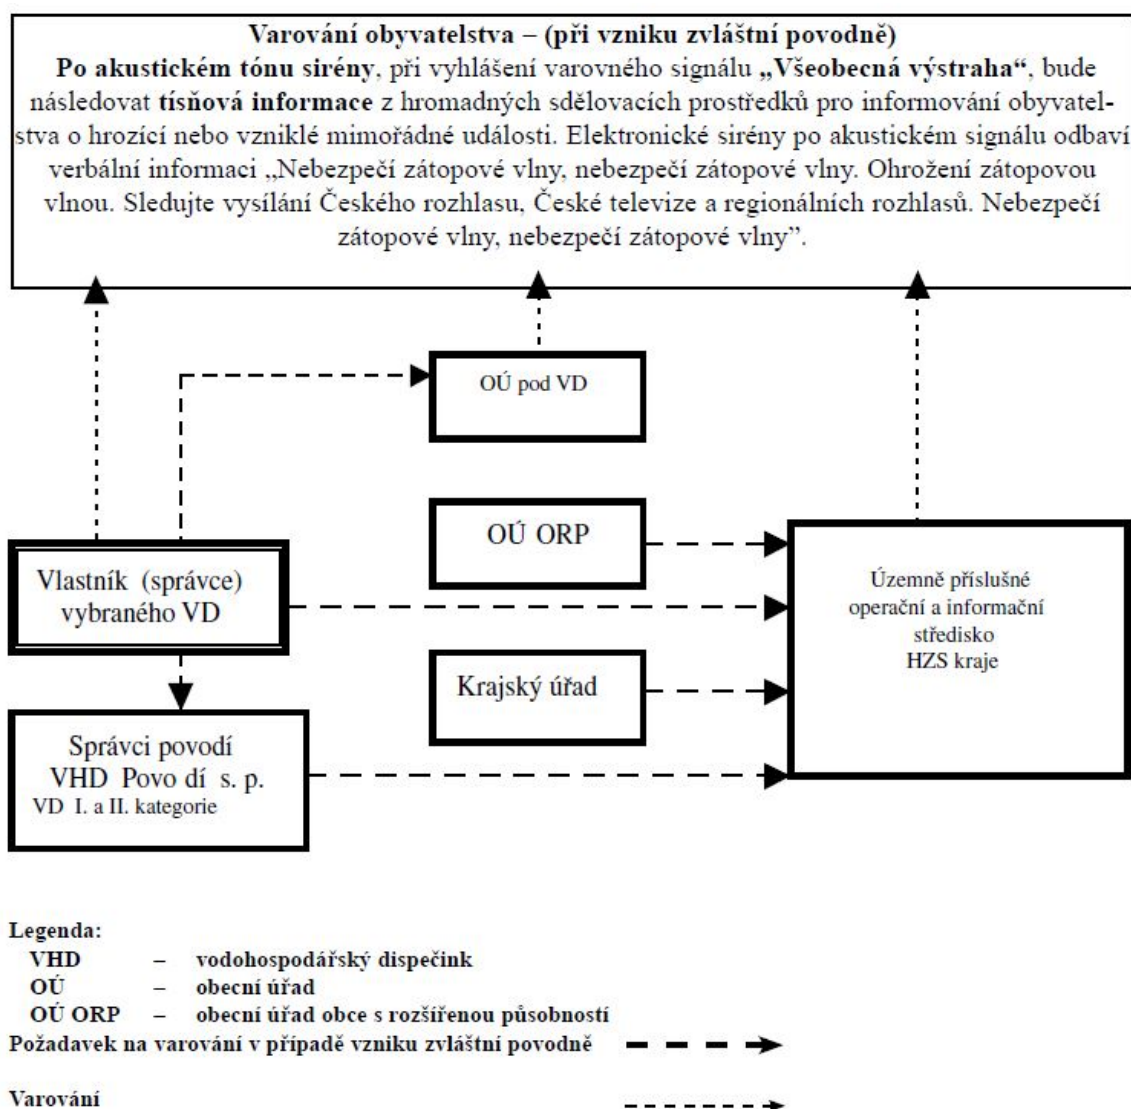 Varování obyvatelstva – (při vzniku zvláštní povodně)
Po akustickém tónu sirény, při vyhlášení varovného signálu „Všeobecná výstraha“, bude
následovat tísňová informace z hromadných sdělovacích prostředků pro informování obyvatel-
stva o hrozící nebo vzniklé mimořádné události. Elektronické sirény po akustickém signálu odbaví
verbální informaci „Nebezpečí zátopové vlny, nebezpečí zátopové vlny. Ohrožení zátopovou
vlnou. Sledujte vysílání Českého rozhlasu, České televize a regionálních rozhlasů. Nebezpečí
zátopové vlny, nebezpečí zátopové vlny”.
OÚ pod VD
OÚ ORP
Vlastník (správce)
vybraného VD
Územně příslušné
operační a informační
středisko
HZS kraje
Krajský úřad
Správci povodí
VHD Povo dí s. p.
VD I. a II. kategorie
Legenda:
VHD – vodohospodářský dispečink
OÚ – obecní úřad
OÚ ORP – obecní úřad obce s rozšířenou působností
Požadavek na varování v případě vzniku zvláštní povodně
Varování